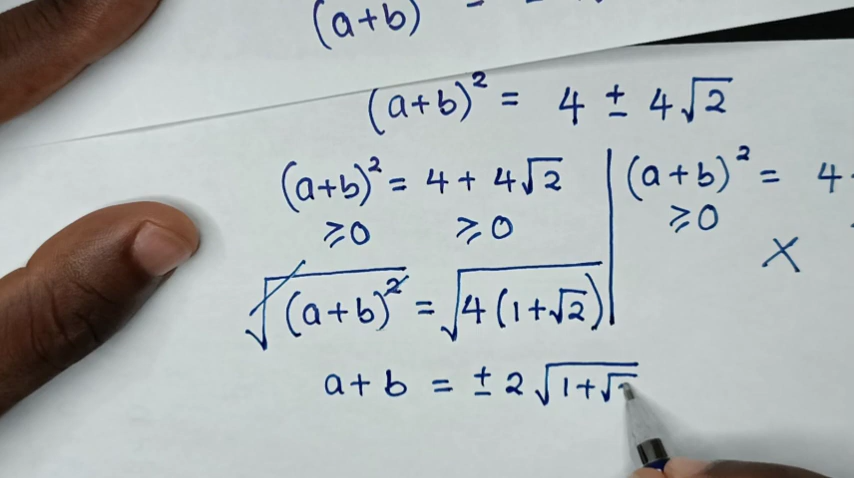 (a+b)
(a+b)² = 4 ± 4√2
(a+b)² = 4 + 4√2 | (a+b)² = 4
≥0 ≥0 | ≥0
×
√(a+b)² = √4(1+√2)
a+b = ± 2√1+√